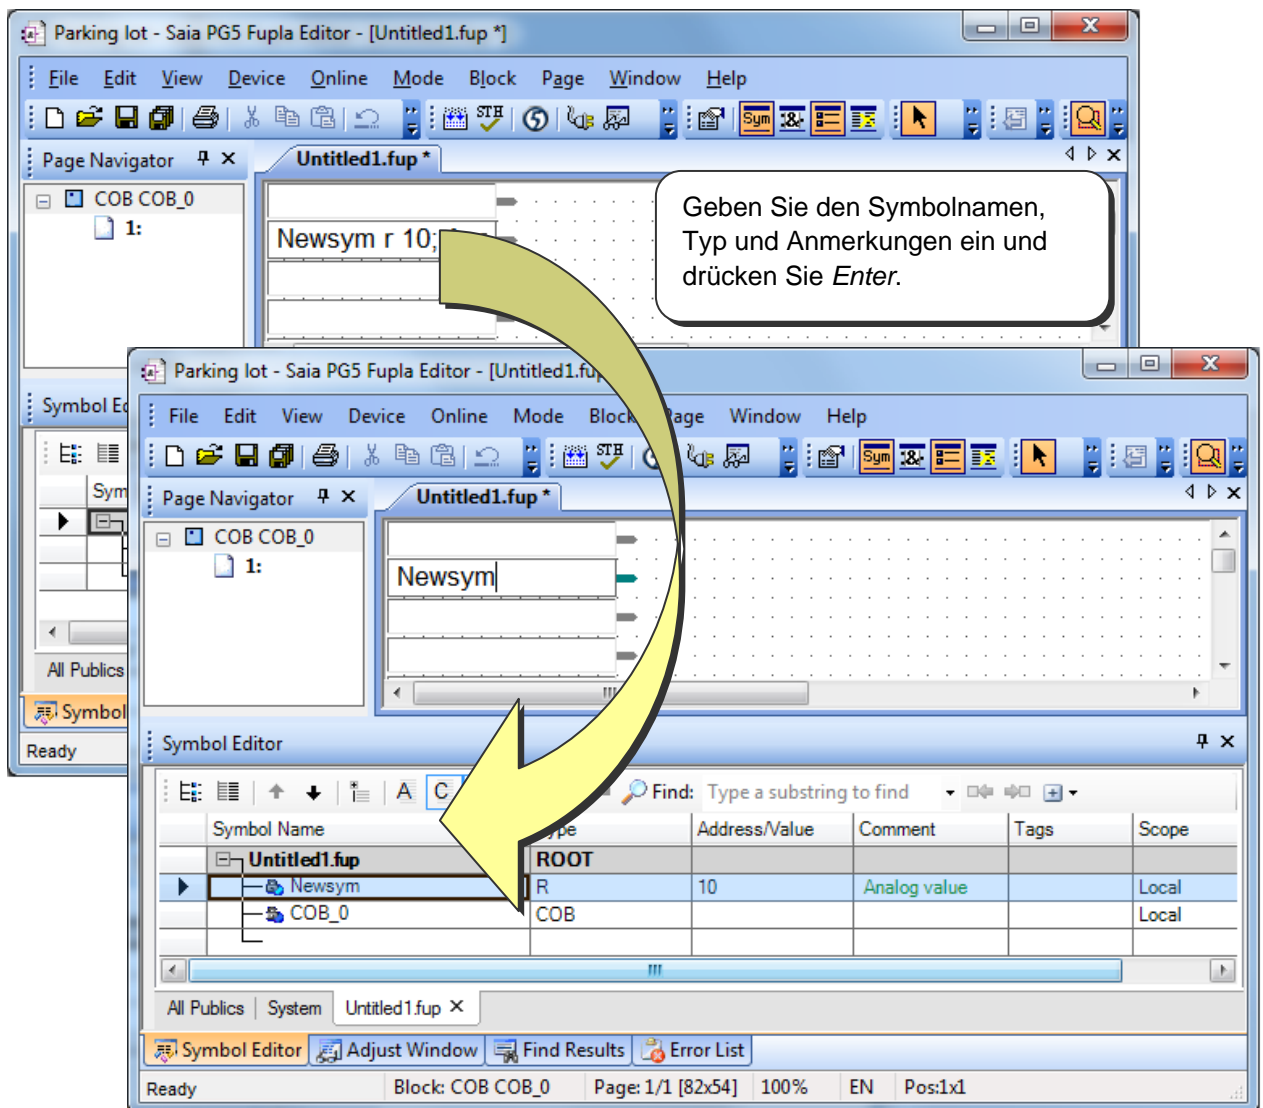 Parking lot - Saia PG5 Fupla Editor - [Untitled1.fup *]
File Edit View Device Online Mode Block Page Window Help
STH
Sym
Page Navigator
Untitled1.fup *
COB COB_0
1:
Newsym r 10;
Geben Sie den Symbolnamen,
Typ und Anmerkungen ein und
drücken Sie Enter.
All Publics
Symbol
Ready
Parking lot - Saia PG5 Fupla Editor - [Untitled1.fup
File Edit View Device Online Mode Block Page Window Help
STH
Sym
Page Navigator
Untitled1.fup *
COB COB_0
1:
Newsym
Symbol Editor
A C Find: Type a substring to find
Symbol Name Type Address/Value Comment Tags Scope
Untitled1.fup ROOT
Newsym R 10 Analog value Local
COB_0 COB Local
All Publics System Untitled1.fup
Symbol Editor Adjust Window Find Results Error List
Ready Block: COB COB_0 Page: 1/1 [82x54] 100% EN Pos:1x1